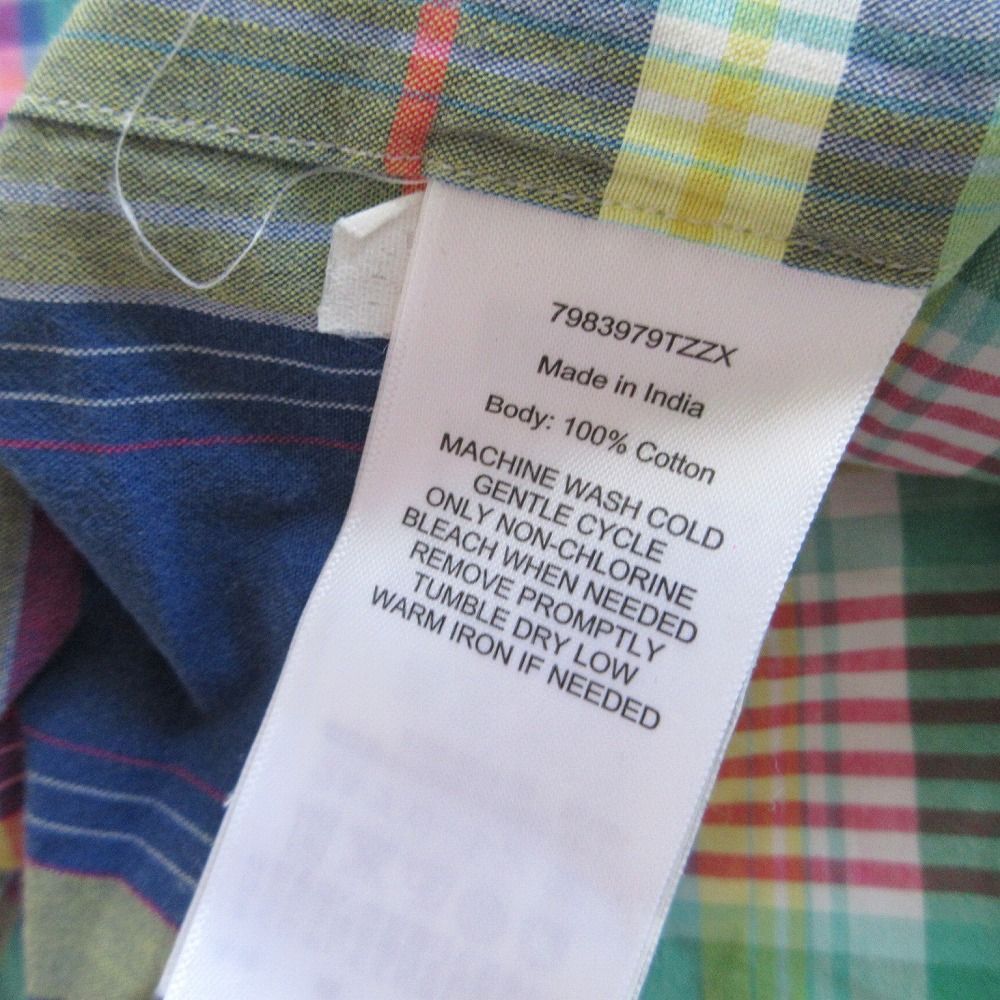 7983979TZZX
Made in India
Body: 100% Cotton
MACHINE WASH COLD
GENTLE CYCLE
ONLY NON-CHLORINE
BLEACH WHEN NEEDED
REMOVE PROMPTLY
TUMBLE DRY LOW
WARM IRON IF NEEDED